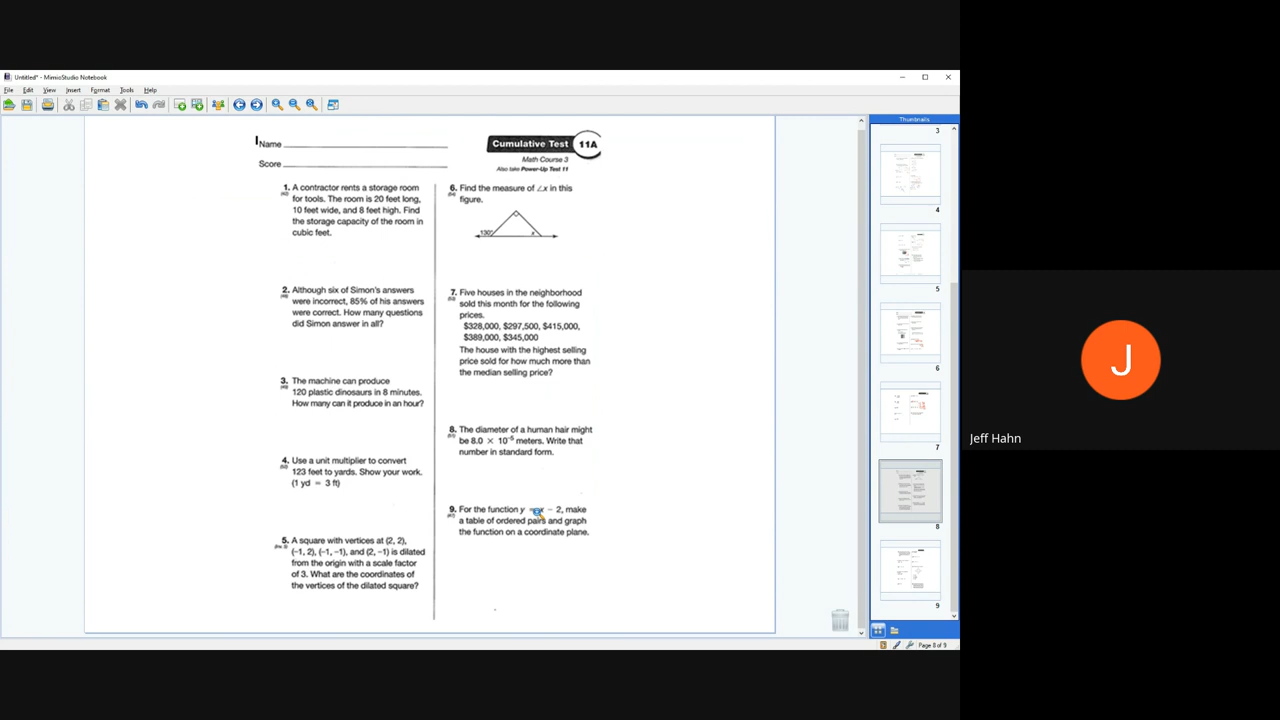 Untitled* - MimioStudio Notebook
File Edit View Insert Format Tools Help
Thumbnails
Name
Score
Cumulative Test 11A
Math Course 3
Also take Power-Up Test 11
1. A contractor rents a storage room
for tools. The room is 20 feet long,
10 feet wide, and 8 feet high. Find
the storage capacity of the room in
cubic feet.
2. Although six of Simon's answers
were incorrect, 85% of his answers
were correct. How many questions
did Simon answer in all?
3. The machine can produce
120 plastic dinosaurs in 8 minutes.
How many can it produce in an hour?
4. Use a unit multiplier to convert
123 feet to yards. Show your work.
(1 yd = 3 ft)
5. A square with vertices at (2, 2),
(−1, 2), (−1, −1), and (2, −1) is dilated
from the origin with a scale factor
of 3. What are the coordinates of
the vertices of the dilated square?
6. Find the measure of ∠x in this
figure.
130°
x
7. Five houses in the neighborhood
sold this month for the following
prices.
$328,000, $297,500, $415,000,
$389,000, $345,000
The house with the highest selling
price sold for how much more than
the median selling price?
8. The diameter of a human hair might
be 8.0 × 10
meters. Write that
number in standard form.
9. For the function y = x − 2, make
a table of ordered pairs and graph
the function on a coordinate plane.
3
4
5
6
7
8
9
Page 8 of 9
J
Jeff Hahn